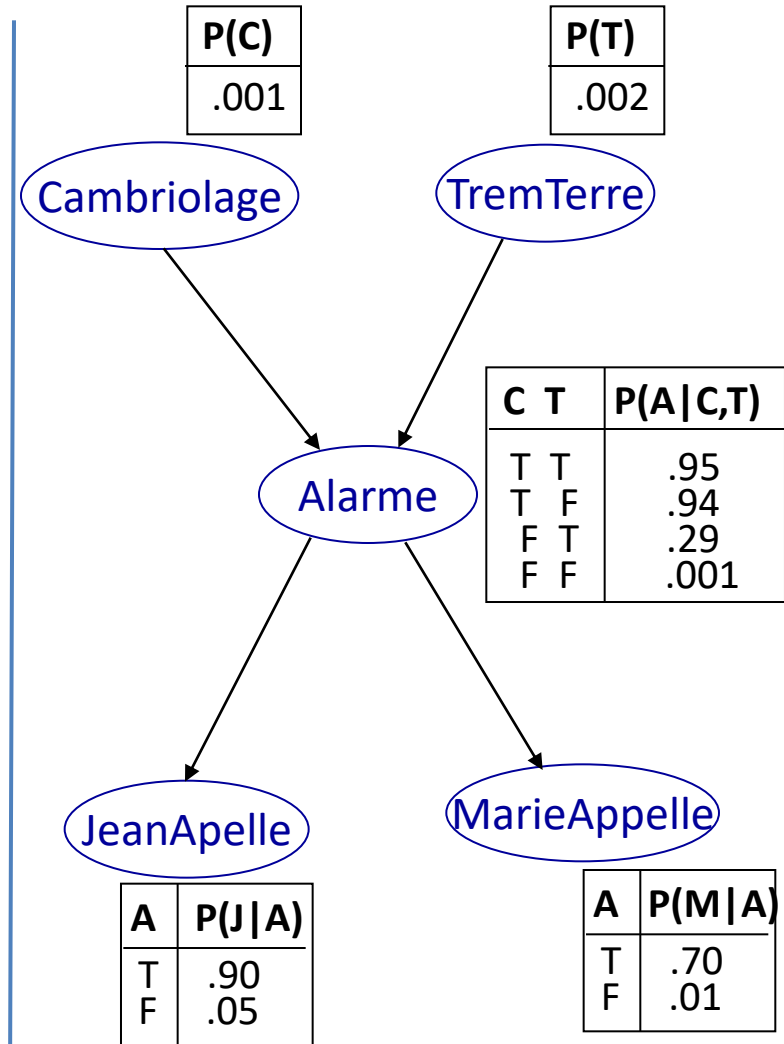 P(C)
.001
P(T)
.002
Cambriolage
TremTerre
C T P(A|C,T)
T T .95
T F .94
F T .29
F F .001
Alarme
JeanApelle
MarieAppelle
A P(J|A)
T .90
F .05
A P(M|A)
T .70
F .01